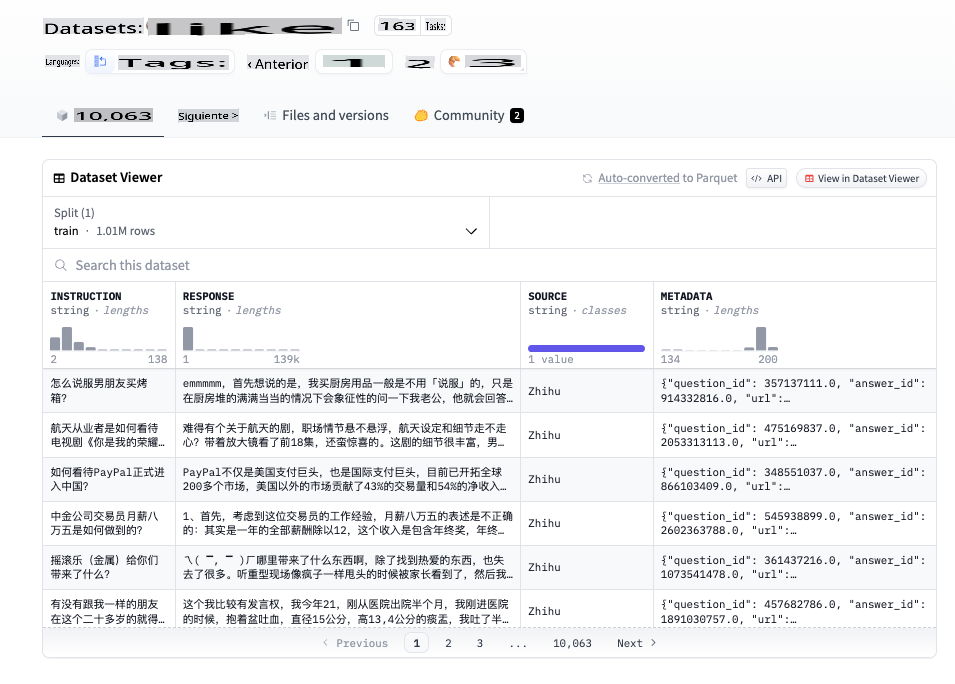 Datasets: like 163 Tasks:
Languages: Tags: ‹ Anterior 1 2 3
10,063 Siguiente > Files and versions Community 2
Dataset Viewer Auto-converted to Parquet API View in Dataset Viewer
Split (1)
train · 1.01M rows
Search this dataset
INSTRUCTION RESPONSE SOURCE METADATA
string · lengths string · lengths string · classes string · lengths
2 138 1 139k 1 value 134 200
怎么说服男朋友买烤箱? emmmmm，首先想说的是，我买厨房用品一般是不用「说服」的，只是在厨房堆的满满当当的情况下会象征性的问一下我老公，他就会回答… Zhihu {"question_id": 357137111.0, "answer_id": 914332816.0, "url":…
航天从业者是如何看待电视剧《你是我的荣耀… 难得有个关于航天的剧，职场情节悬不悬浮，航天设定和细节走不走心？带着放大镜看了前18集，还蛮惊喜的。这剧的细节很丰富，男… Zhihu {"question_id": 475169837.0, "answer_id": 2053313113.0, "url":…
如何看待PayPal正式进入中国? PayPal不仅是美国支付巨头，也是国际支付巨头，目前已开拓全球200多个市场，美国以外的市场贡献了43%的交易量和54%的净收入… Zhihu {"question_id": 348551037.0, "answer_id": 866103409.0, "url":…
中金公司交易员月薪八万五是如何做到的? 1、首先，考虑到这位交易员的工作经验，月薪八万五的表述是不正确的：其实是一年的全部薪酬除以12，这个收入是包含年终奖，年终… Zhihu {"question_id": 545938899.0, "answer_id": 2602363788.0, "url":…
摇滚乐（金属）给你们带来了什么? ㄟ( ▔, ▔ )ㄏ哪里带来了什么东西啊，除了找到热爱的东西，也失去了很多。听重型现场像疯子一样甩头的时候被家长看到了，然后我… Zhihu {"question_id": 361437216.0, "answer_id": 1073541478.0, "url":…
有没有跟我一样的朋友在这个二十多岁的就得… 这个我比较有发言权，我今年21，刚从医院出院半个月，我刚进医院的时候，抱着盆吐血，直径15公分，高13,4公分的痰盂，我吐了半… Zhihu {"question_id": 457682786.0, "answer_id": 1891030757.0, "url":…
Previous 1 2 3 ... 10,063 Next